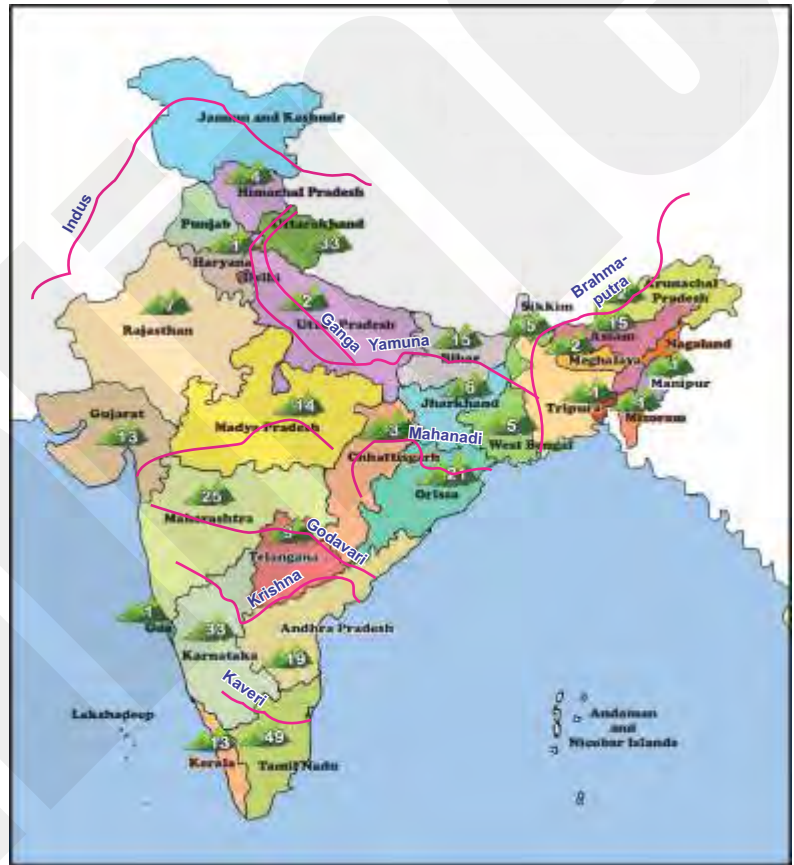 Jammu and Kashmir
Indus
Himachal Pradesh
Punjab
Uttarakhand
1
33
Haryana
Delhi
Brahma-
putra
Arunachal
Pradesh
7
Rajasthan
2
Uttar Pradesh
Ganga
Yamuna
Sikkim
15
Bihar
15
Assam
Nagaland
2
Meghalaya
Manipur
6
Jharkhand
1
Tripura
1
Mizoram
Gujarat
13
14
Madya Pradesh
3
Chhattisgarh
Mahanadi
5
West Bengal
21
Orissa
25
Maharashtra
Godavari
Telangana
Krishna
1
Goa
33
Karnataka
Andhra Pradesh
19
Kaveri
Lakshadeep
Andaman
and
Nicobar Islands
13
Kerala
49
Tamil Nadu